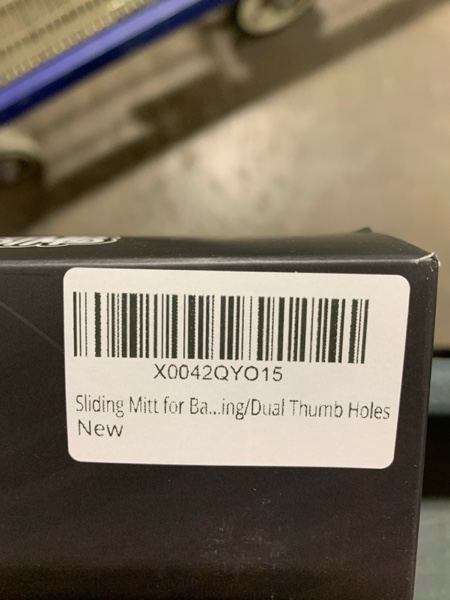 X0042QYO15
Sliding Mitt for Ba...ing/Dual Thumb Holes
New